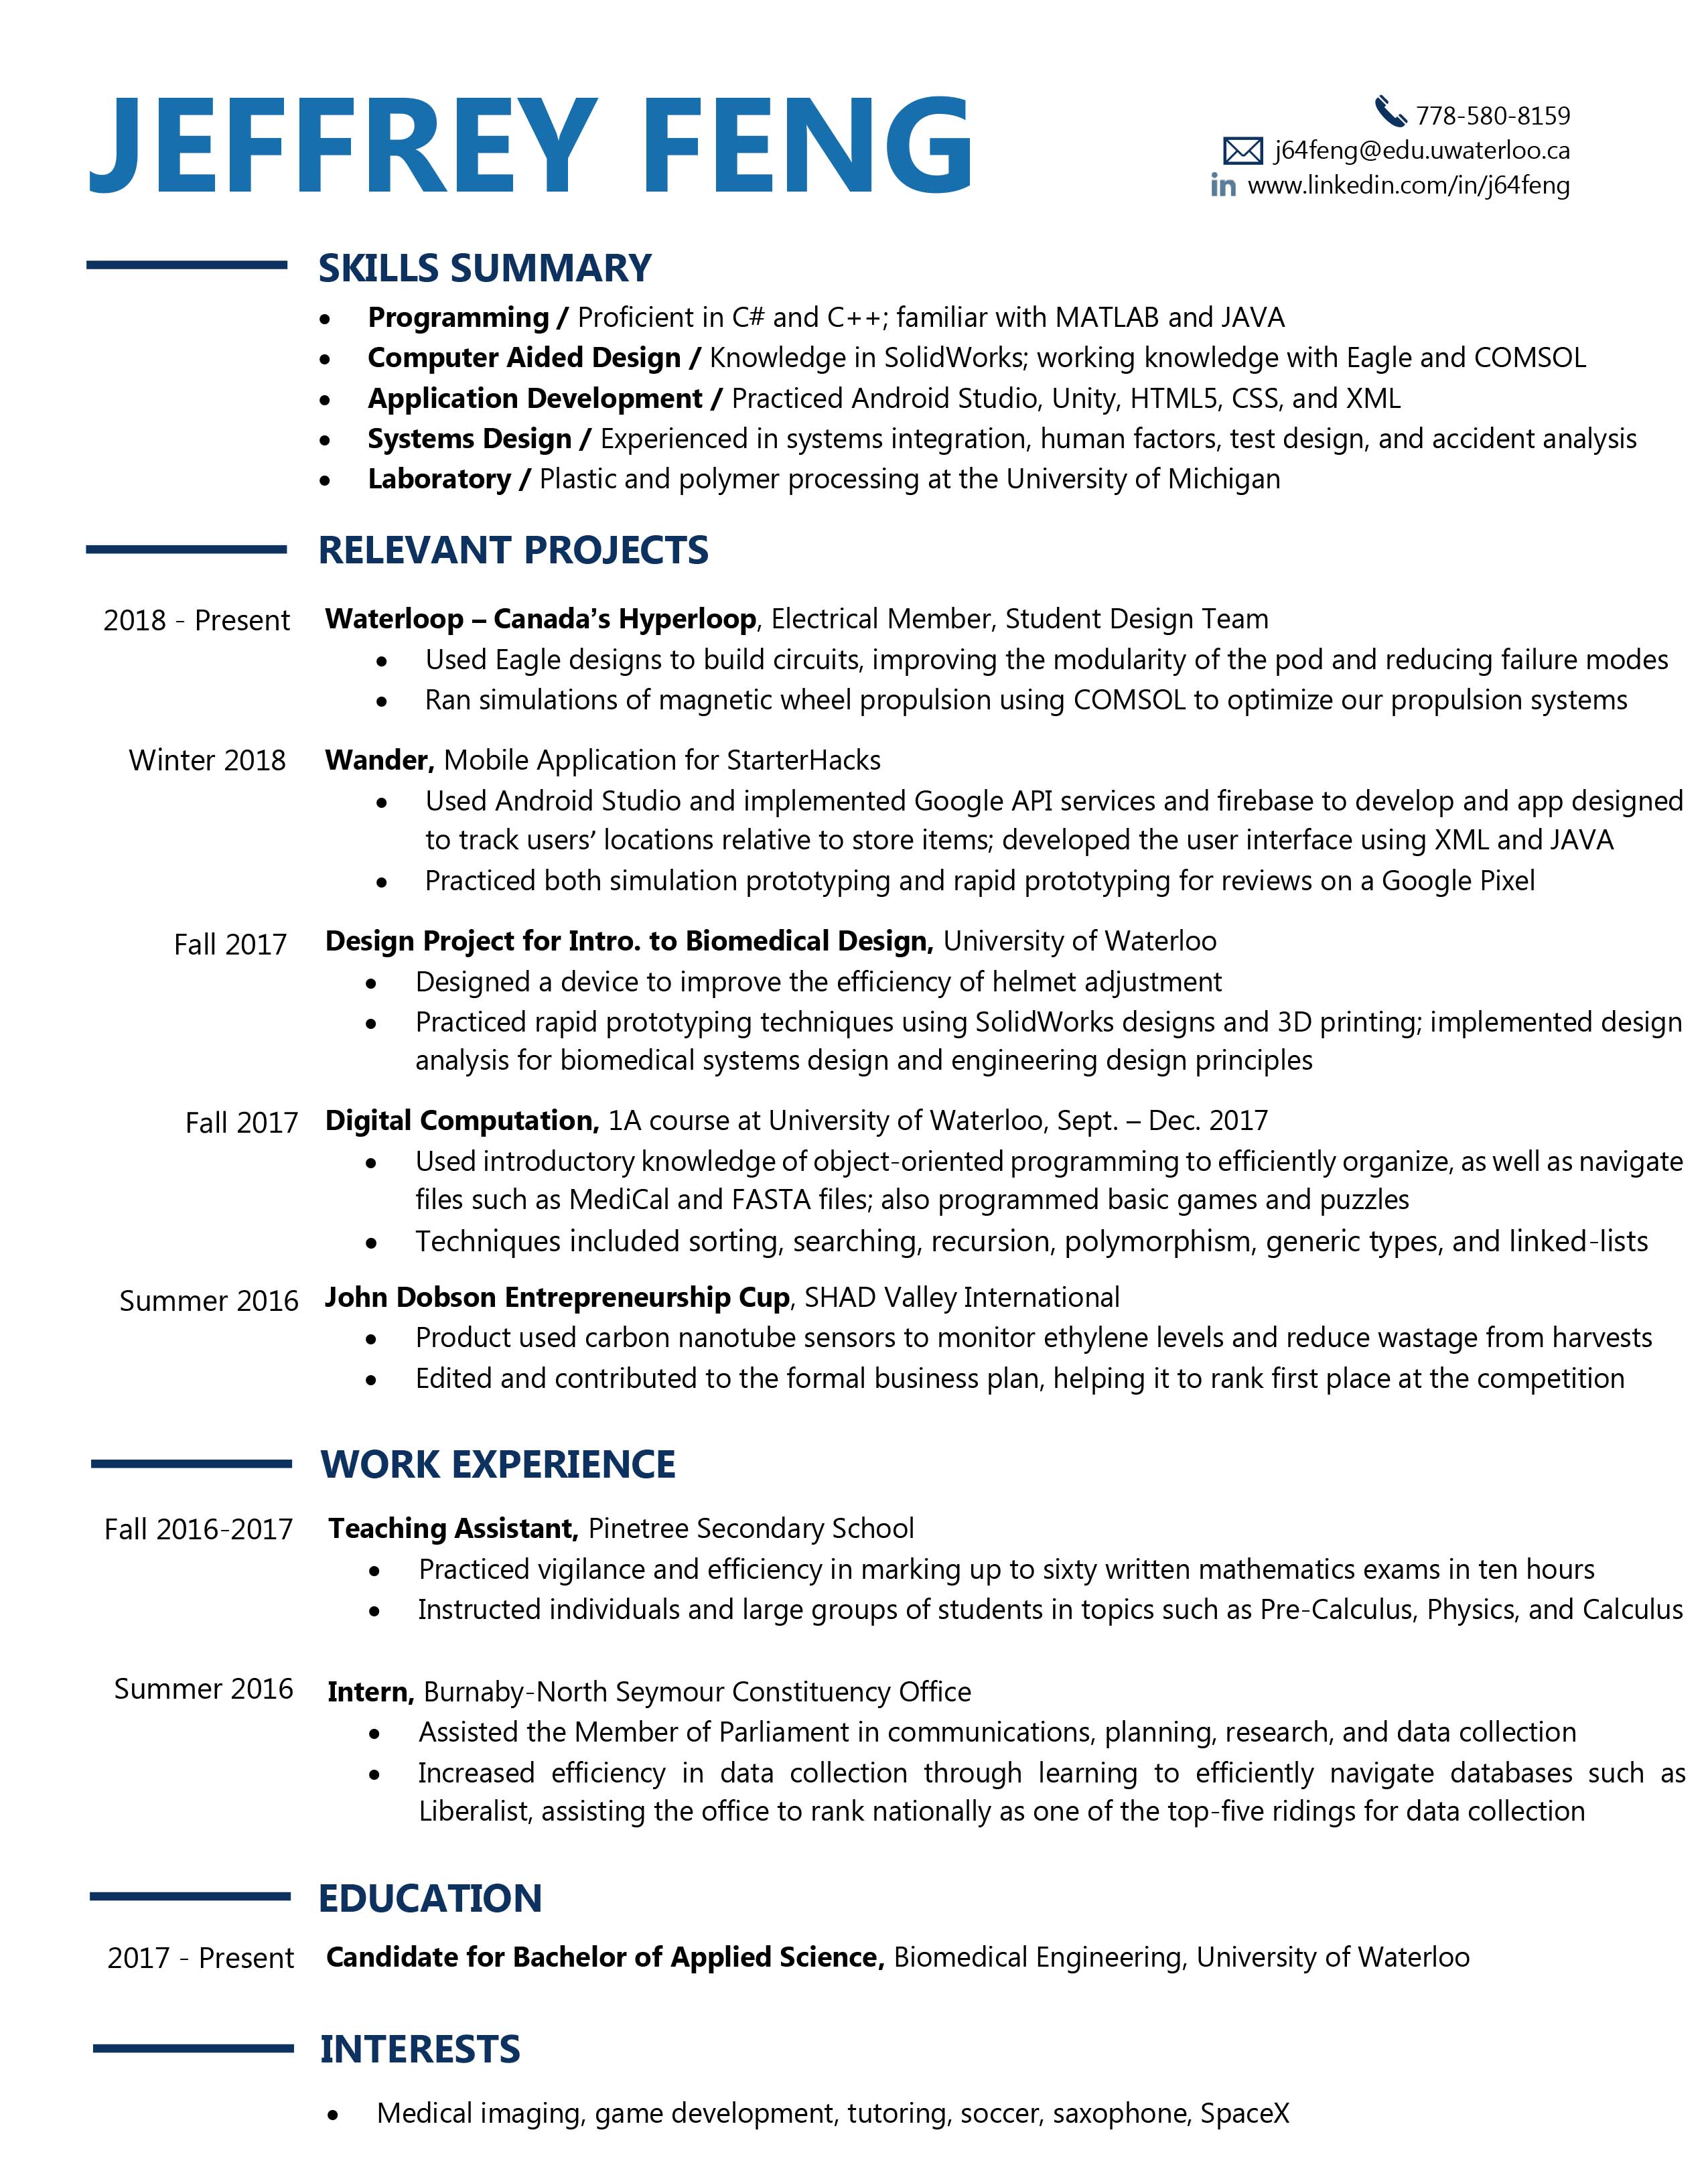 JEFFREY FENG
778-580-8159
j64feng@edu.uwaterloo.ca
in www.linkedin.com/in/j64feng
SKILLS SUMMARY
• Programming / Proficient in C# and C++; familiar with MATLAB and JAVA
• Computer Aided Design / Knowledge in SolidWorks; working knowledge with Eagle and COMSOL
• Application Development / Practiced Android Studio, Unity, HTML5, CSS, and XML
• Systems Design / Experienced in systems integration, human factors, test design, and accident analysis
• Laboratory / Plastic and polymer processing at the University of Michigan
RELEVANT PROJECTS
2018 - Present Waterloop – Canada’s Hyperloop, Electrical Member, Student Design Team
• Used Eagle designs to build circuits, improving the modularity of the pod and reducing failure modes
• Ran simulations of magnetic wheel propulsion using COMSOL to optimize our propulsion systems
Winter 2018 Wander, Mobile Application for StarterHacks
• Used Android Studio and implemented Google API services and firebase to develop and app designed
to track users’ locations relative to store items; developed the user interface using XML and JAVA
• Practiced both simulation prototyping and rapid prototyping for reviews on a Google Pixel
Fall 2017 Design Project for Intro. to Biomedical Design, University of Waterloo
• Designed a device to improve the efficiency of helmet adjustment
• Practiced rapid prototyping techniques using SolidWorks designs and 3D printing; implemented design
analysis for biomedical systems design and engineering design principles
Fall 2017 Digital Computation, 1A course at University of Waterloo, Sept. – Dec. 2017
• Used introductory knowledge of object-oriented programming to efficiently organize, as well as navigate
files such as MediCal and FASTA files; also programmed basic games and puzzles
• Techniques included sorting, searching, recursion, polymorphism, generic types, and linked-lists
Summer 2016 John Dobson Entrepreneurship Cup, SHAD Valley International
• Product used carbon nanotube sensors to monitor ethylene levels and reduce wastage from harvests
• Edited and contributed to the formal business plan, helping it to rank first place at the competition
WORK EXPERIENCE
Fall 2016-2017 Teaching Assistant, Pinetree Secondary School
• Practiced vigilance and efficiency in marking up to sixty written mathematics exams in ten hours
• Instructed individuals and large groups of students in topics such as Pre-Calculus, Physics, and Calculus
Summer 2016 Intern, Burnaby-North Seymour Constituency Office
• Assisted the Member of Parliament in communications, planning, research, and data collection
• Increased efficiency in data collection through learning to efficiently navigate databases such as
Liberalist, assisting the office to rank nationally as one of the top-five ridings for data collection
EDUCATION
2017 - Present Candidate for Bachelor of Applied Science, Biomedical Engineering, University of Waterloo
INTERESTS
• Medical imaging, game development, tutoring, soccer, saxophone, SpaceX